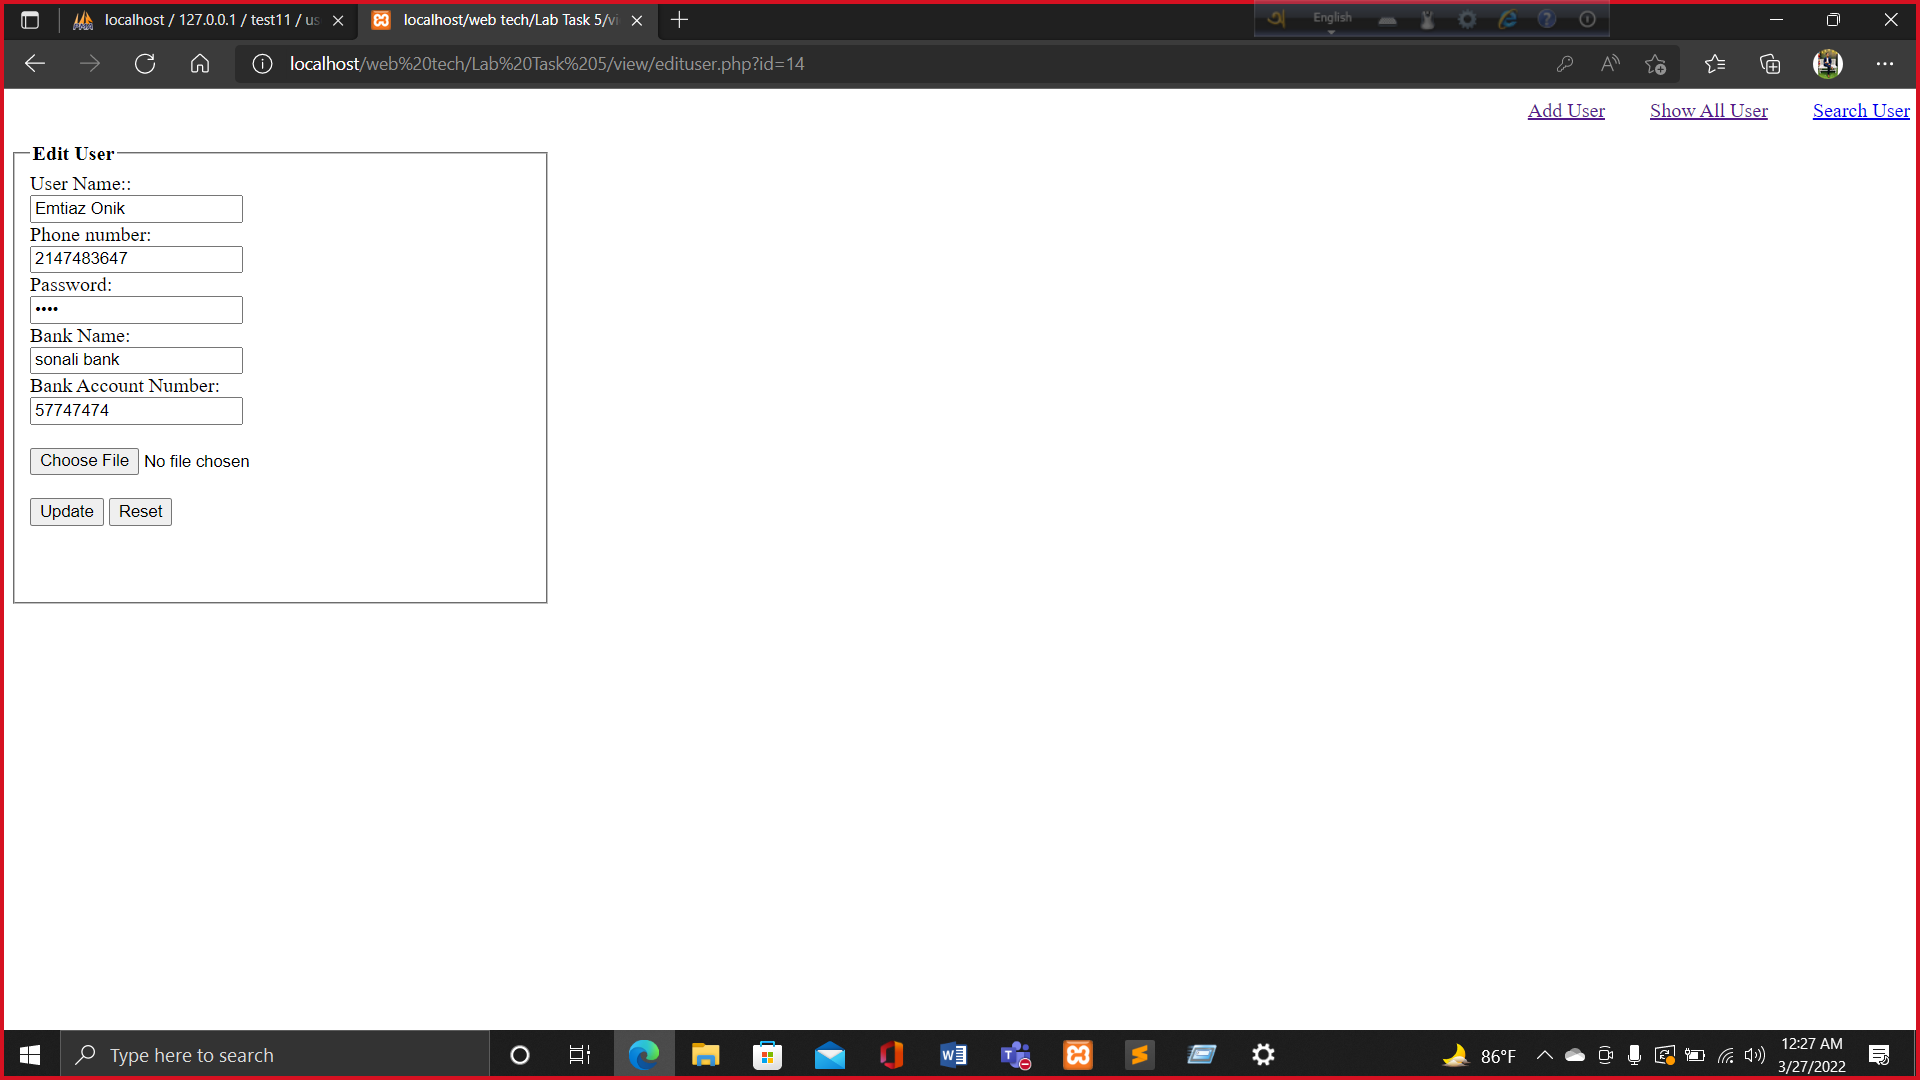 localhost / 127.0.0.1 / test11 / us
localhost/web tech/Lab Task 5/vi
English
localhost/web%20tech/Lab%20Task%205/view/edituser.php?id=14
Add User Show All User Search User
Edit User
User Name::
Emtiaz Onik
Phone number:
2147483647
Password:
••••
Bank Name:
sonali bank
Bank Account Number:
57747474
Choose File No file chosen
Update Reset
Type here to search
86°F
12:27 AM
3/27/2022